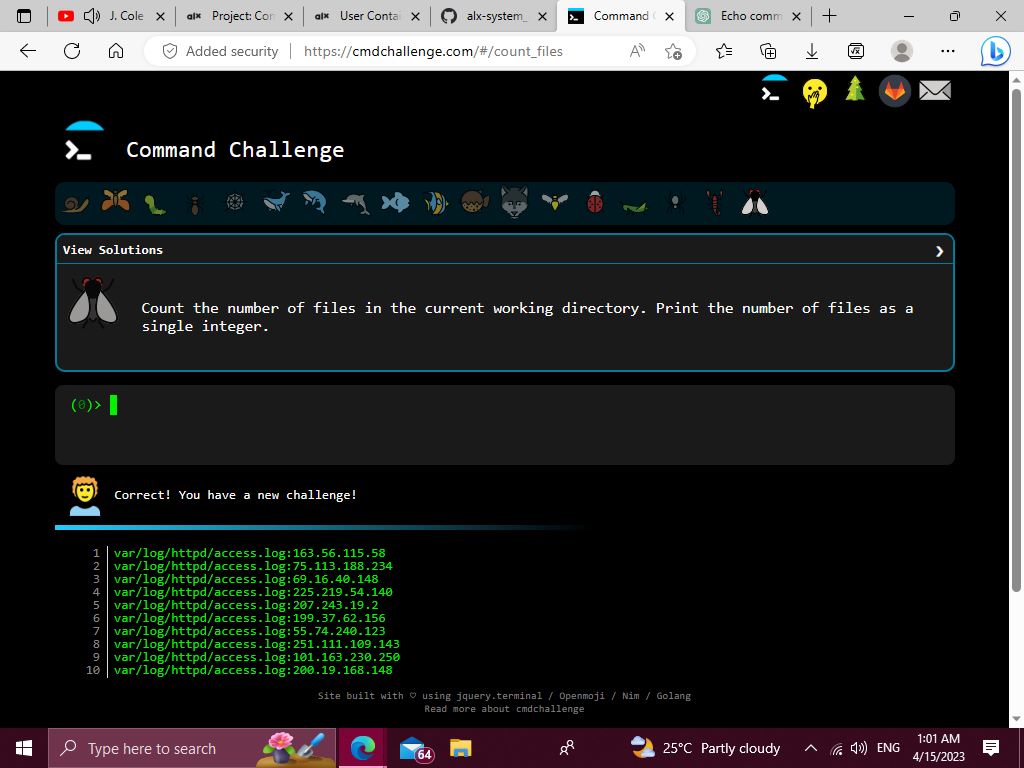 J. Cole
alx Project: Con
alx User Contai
alx-system_
Command C
Echo comm
Added security
https://cmdchallenge.com/#/count_files
Command Challenge
View Solutions
Count the number of files in the current working directory. Print the number of files as a
single integer.
(0)>
Correct! You have a new challenge!
1 var/log/httpd/access.log:163.56.115.58
2 var/log/httpd/access.log:75.113.188.234
3 var/log/httpd/access.log:69.16.40.148
4 var/log/httpd/access.log:225.219.54.140
5 var/log/httpd/access.log:207.243.19.2
6 var/log/httpd/access.log:199.37.62.156
7 var/log/httpd/access.log:55.74.240.123
8 var/log/httpd/access.log:251.111.109.143
9 var/log/httpd/access.log:101.163.230.250
10 var/log/httpd/access.log:200.19.168.148
Site built with ♡ using jquery.terminal / Openmoji / Nim / Golang
Read more about cmdchallenge
Type here to search
64
25°C Partly cloudy
ENG
1:01 AM
4/15/2023